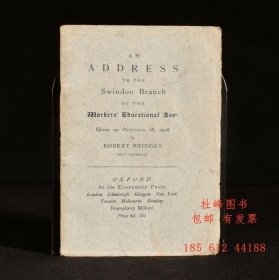 AN
ADDRESS
TO THE
Swindon Branch
OF THE
Workers' Educational Assn
GIVEN ON OCTOBER 28, 1916
by
ROBERT BRIDGES
POET LAUREATE
OXFORD
At the CLARENDON PRESS
London Edinburgh Glasgow New York
Toronto Melbourne Bombay
Humphrey Milford
Price 6d Net
杜峰图书
包邮 有发票
185 612 44188